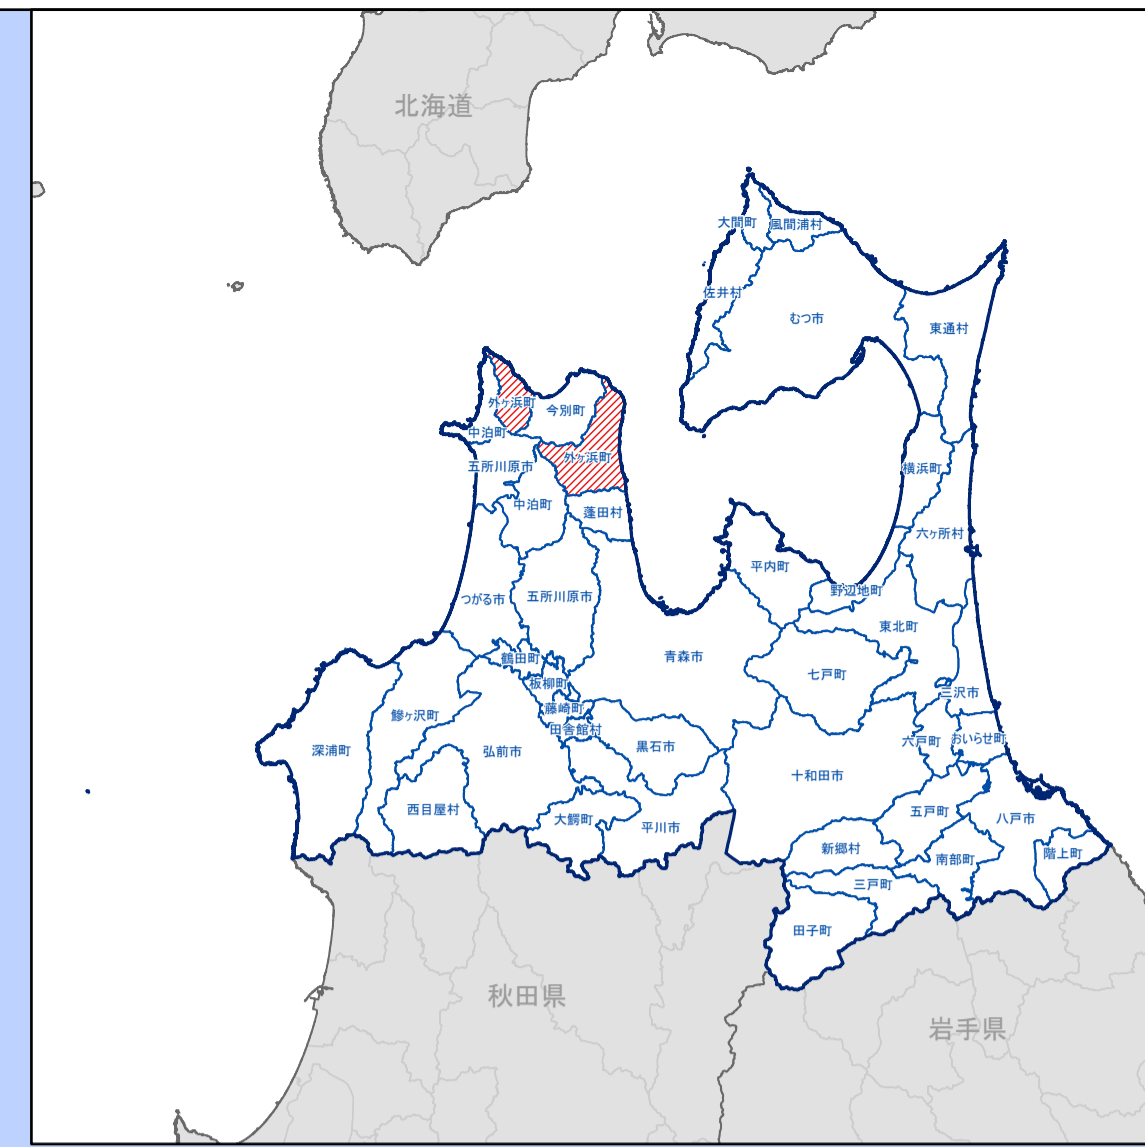 北海道
大間町
風間浦村
佐井村
むつ市
東通村
外ヶ浜町
今別町
中泊町
外ヶ浜町
五所川原市
横浜町
中泊町
蓬田村
六ヶ所村
平内町
野辺地町
つがる市
五所川原市
東北町
青森市
鶴田町
七戸町
板柳町
三沢市
藤崎町
鰺ヶ沢町
田舎館村
六戸町
おいらせ町
深浦町
弘前市
黒石市
十和田市
西目屋村
大鰐町
平川市
五戸町
八戸市
新郷村
南部町
階上町
三戸町
田子町
秋田県
岩手県